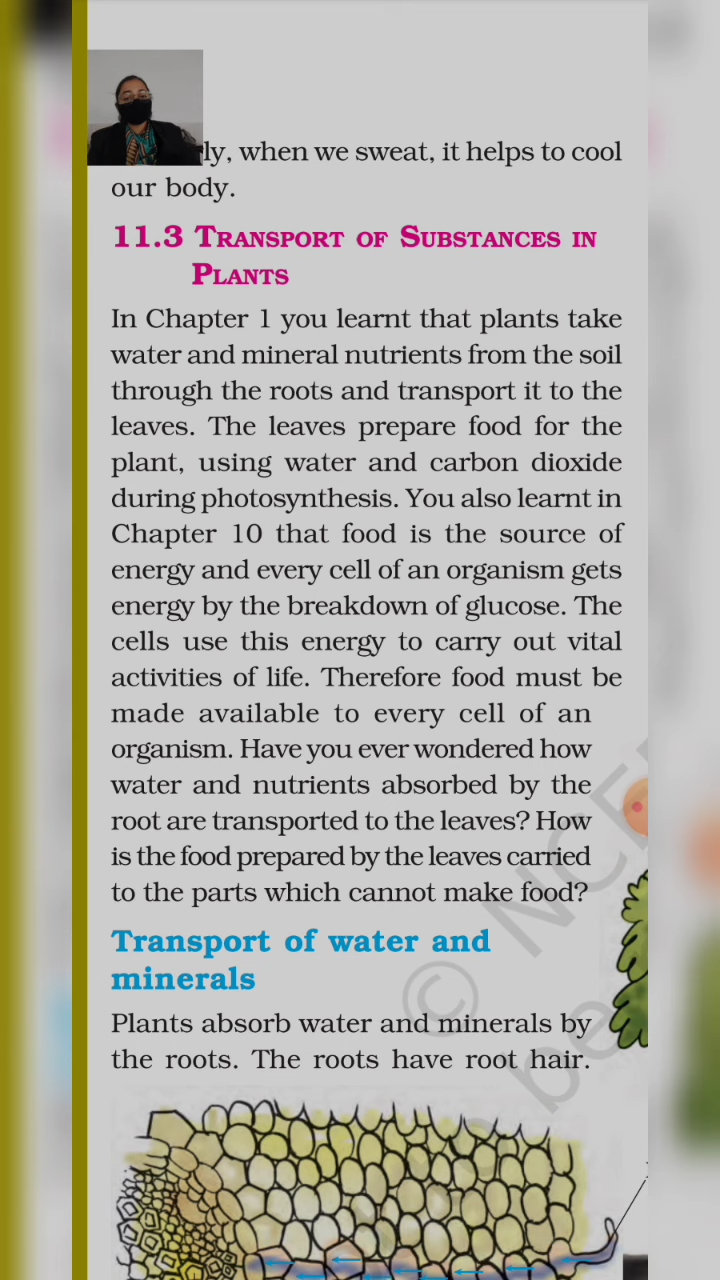 ly, when we sweat, it helps to cool
our body.
11.3 TRANSPORT OF SUBSTANCES IN
PLANTS
In Chapter 1 you learnt that plants take
water and mineral nutrients from the soil
through the roots and transport it to the
leaves. The leaves prepare food for the
plant, using water and carbon dioxide
during photosynthesis. You also learnt in
Chapter 10 that food is the source of
energy and every cell of an organism gets
energy by the breakdown of glucose. The
cells use this energy to carry out vital
activities of life. Therefore food must be
made available to every cell of an
organism. Have you ever wondered how
water and nutrients absorbed by the
root are transported to the leaves? How
is the food prepared by the leaves carried
to the parts which cannot make food?
Transport of water and
minerals
Plants absorb water and minerals by
the roots. The roots have root hair.
© NCE
be